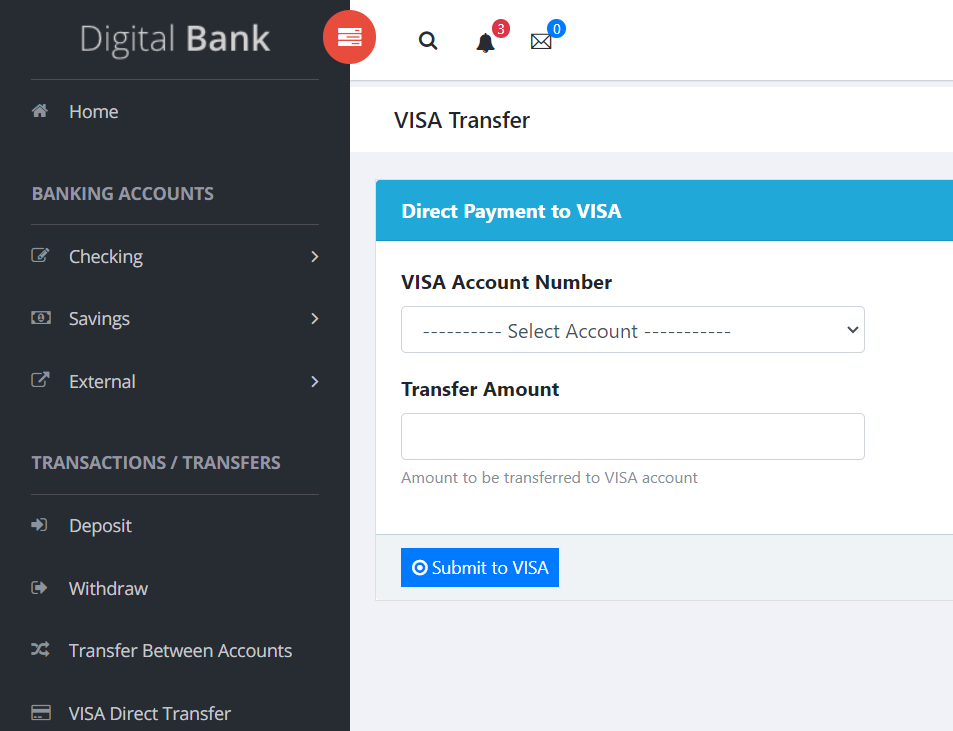 Digital Bank
3
0
Home
VISA Transfer
BANKING ACCOUNTS
Checking
Savings
External
TRANSACTIONS / TRANSFERS
Deposit
Withdraw
Transfer Between Accounts
VISA Direct Transfer
Direct Payment to VISA
VISA Account Number
---------- Select Account -----------
Transfer Amount
Amount to be transferred to VISA account
Submit to VISA